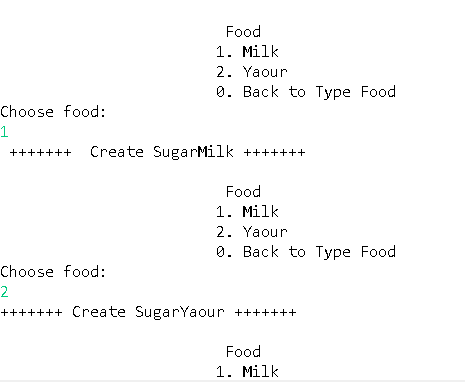 Food
1. Milk
2. Yaour
0. Back to Type Food
Choose food:
1
+++++++  Create SugarMilk +++++++
Food
1. Milk
2. Yaour
0. Back to Type Food
Choose food:
2
+++++++ Create SugarYaour +++++++
Food
1. Milk